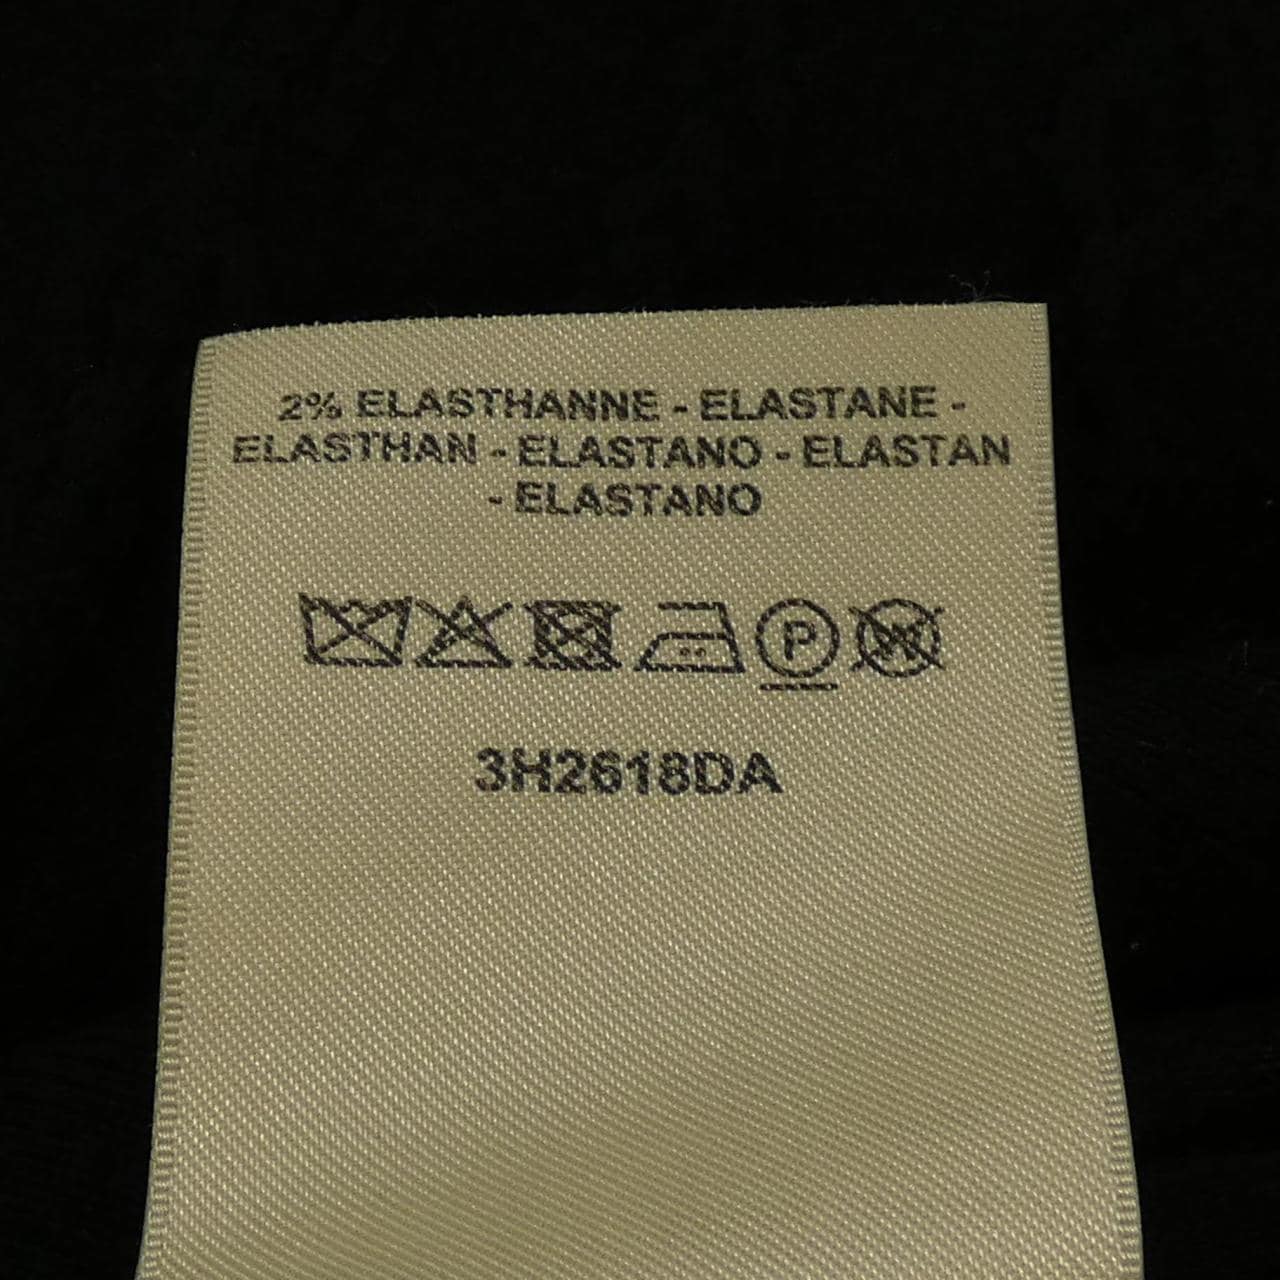 2% ELASTHANNE - ELASTANE -
ELASTHAN - ELASTANO - ELASTAN
- ELASTANO
P W
3H2618DA